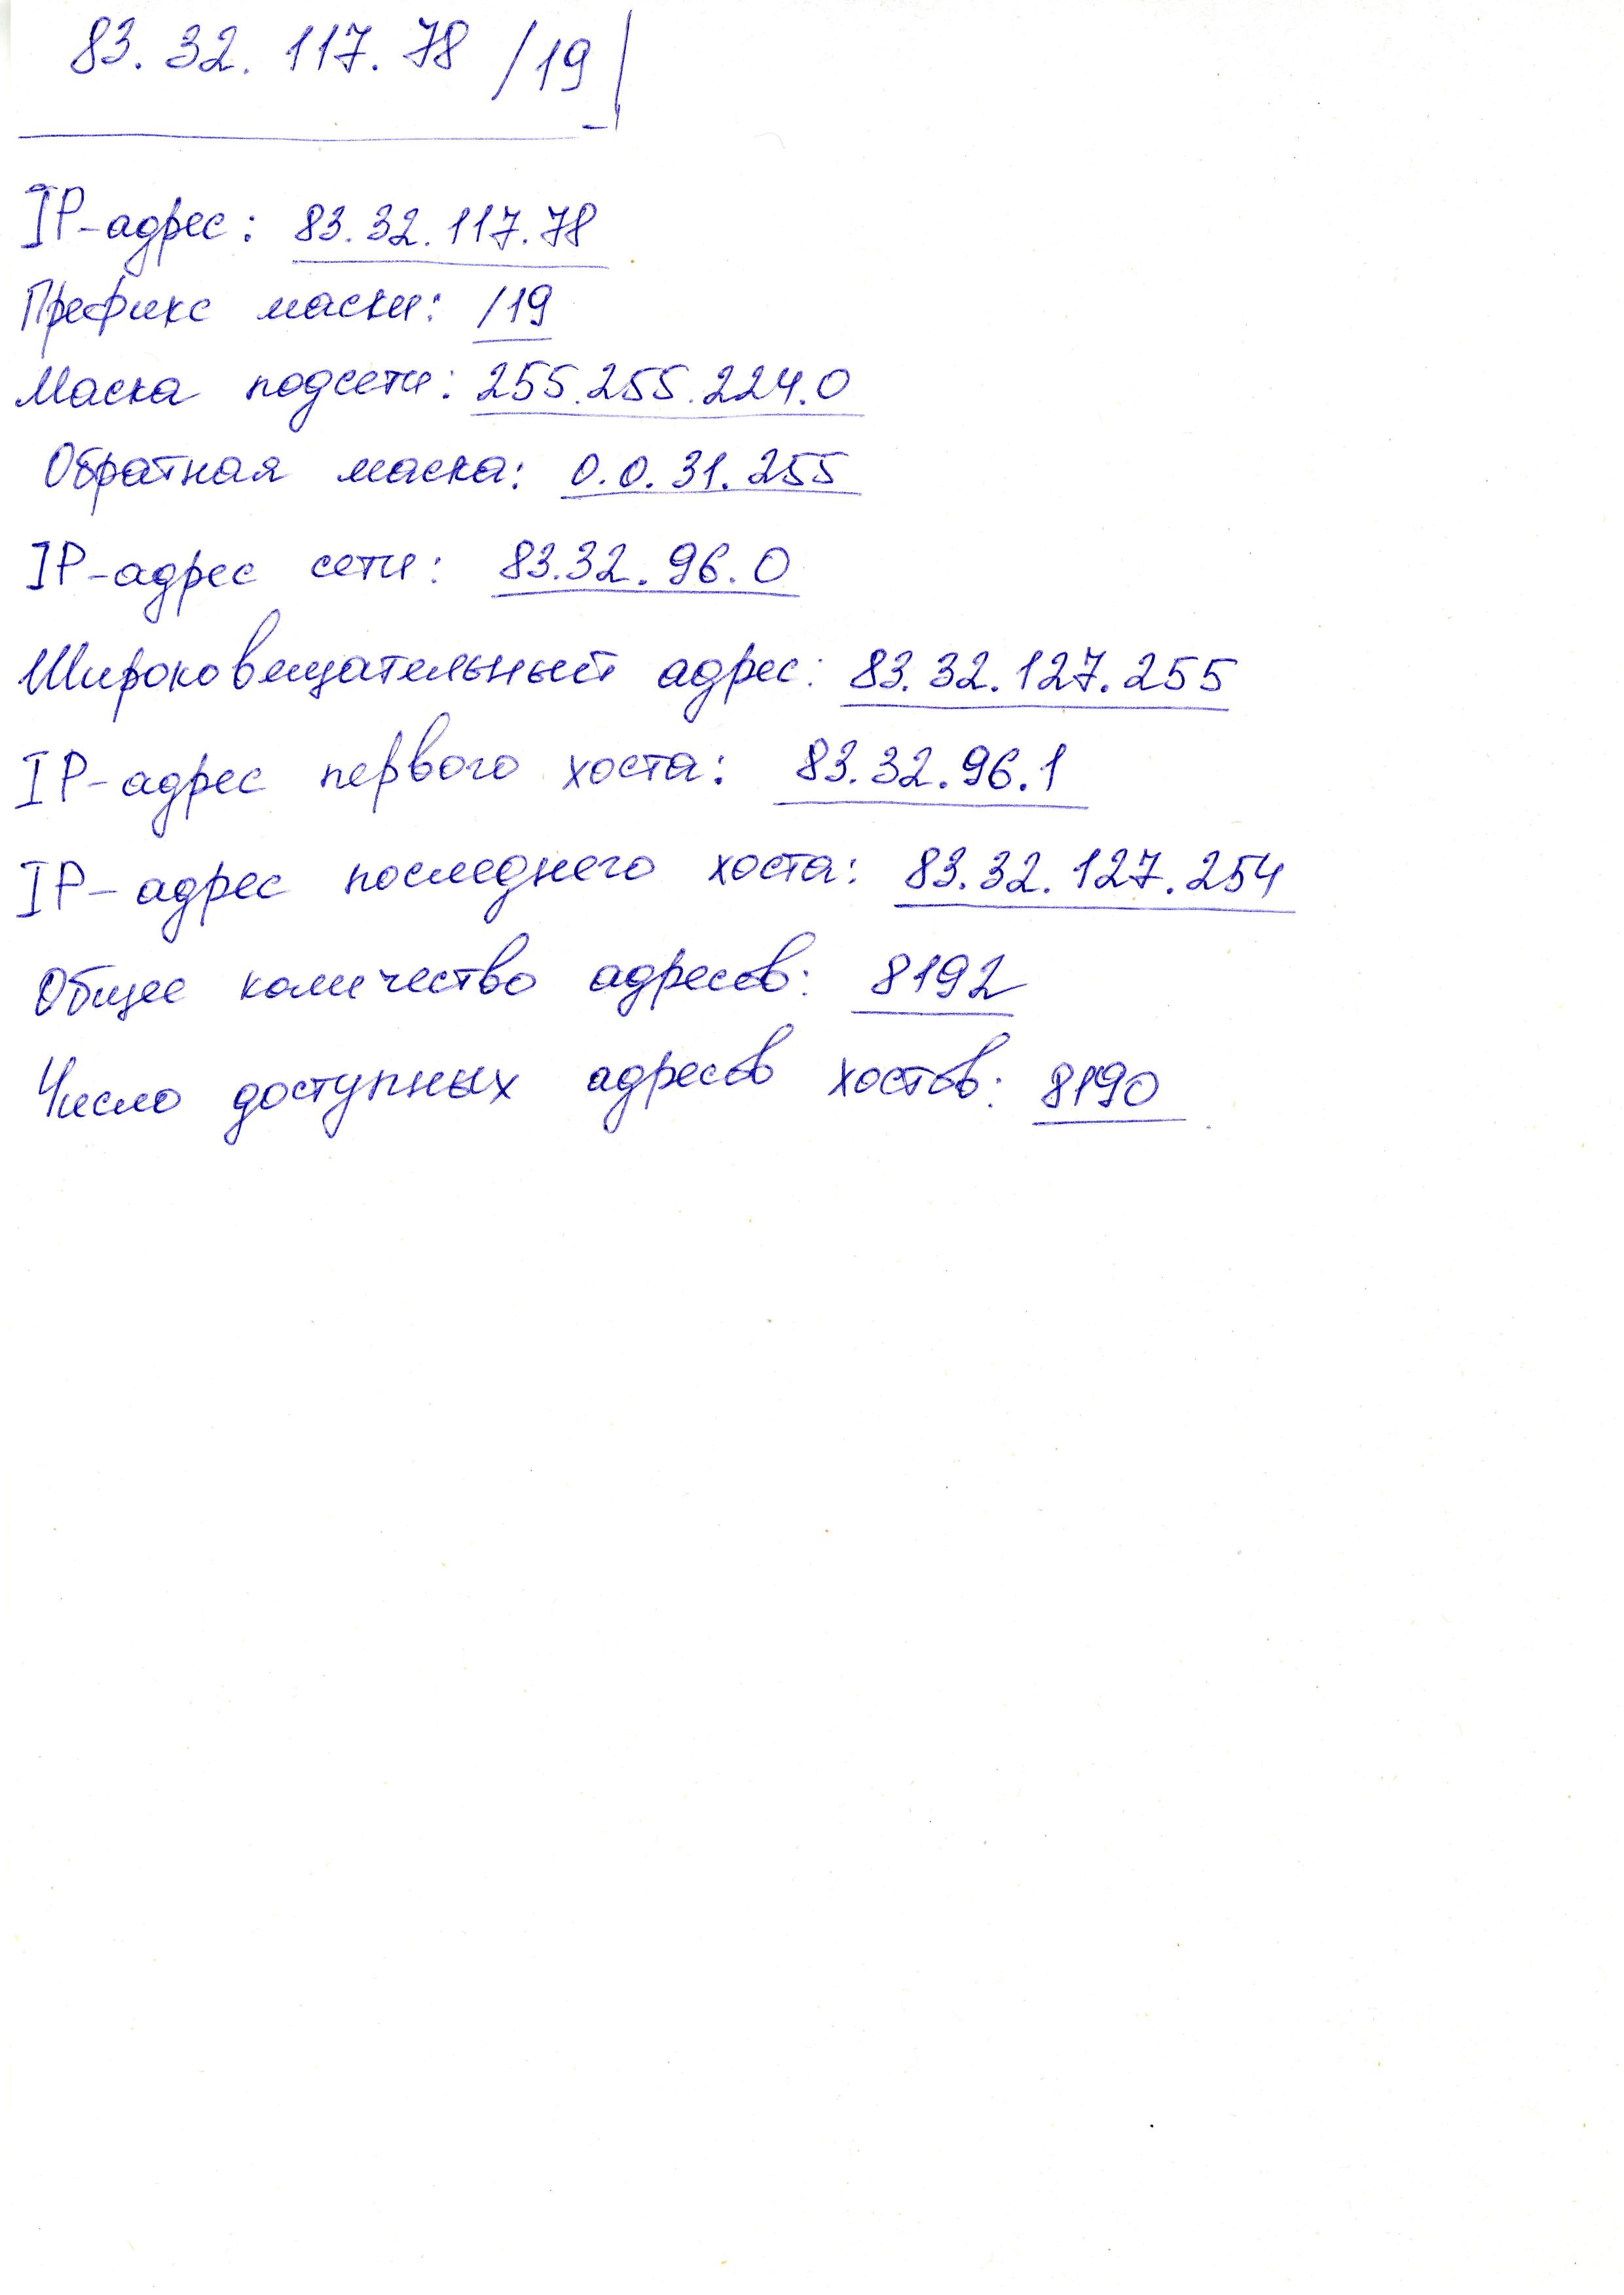 83.32.117.78 /19
IP-адрес: 83.32.117.78
Префикс маски: /19
Маска подсети: 255.255.224.0
Обратная маска: 0.0.31.255
IP-адрес сети: 83.32.96.0
Широковещательный адрес: 83.32.127.255
IP-адрес первого хоста: 83.32.96.1
IP-адрес последнего хоста: 83.32.127.254
Общее количество адресов: 8192
Число доступных адресов хостов: 8190